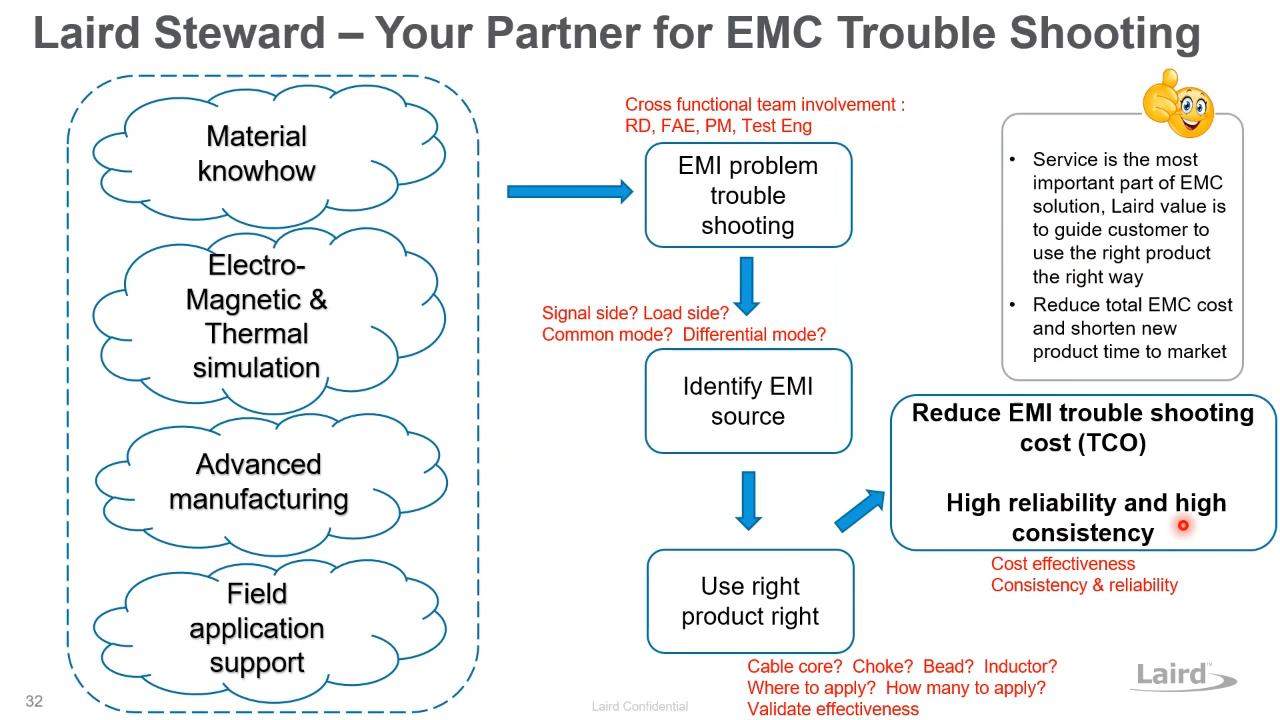 Laird Steward – Your Partner for EMC Trouble Shooting
Material
knowhow
Electro-
Magnetic &
Thermal
simulation
Advanced
manufacturing
Field
application
support
Cross functional team involvement :
RD, FAE, PM, Test Eng
EMI problem
trouble
shooting
Signal side? Load side?
Common mode?  Differential mode?
Identify EMI
source
Use right
product right
Cable core?  Choke?  Bead?  Inductor?
Where to apply?  How many to apply?
Validate effectiveness
• Service is the most
important part of EMC
solution, Laird value is
to guide customer to
use the right product
the right way
• Reduce total EMC cost
and shorten new
product time to market
Reduce EMI trouble shooting
cost (TCO)
High reliability and high
consistency
Cost effectiveness
Consistency & reliability
32
Laird Confidential
Laird™